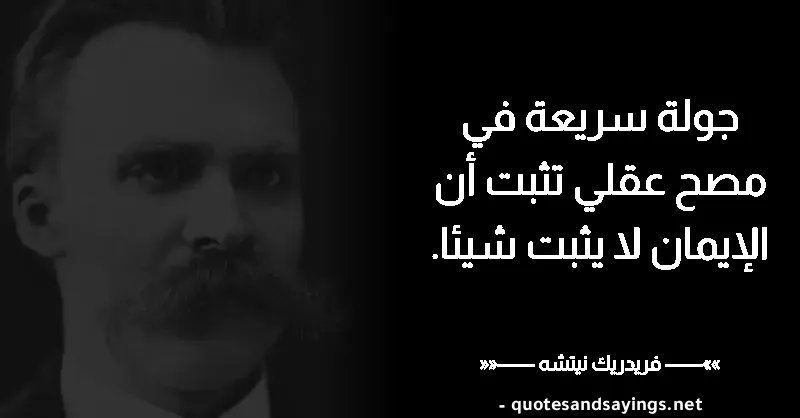 جولة سريعة في
مصح عقلي تثبت أن
الإيمان لا يثبت شيئا.
»»—— فريدريك نيتشه ——««
- quotesandsayings.net